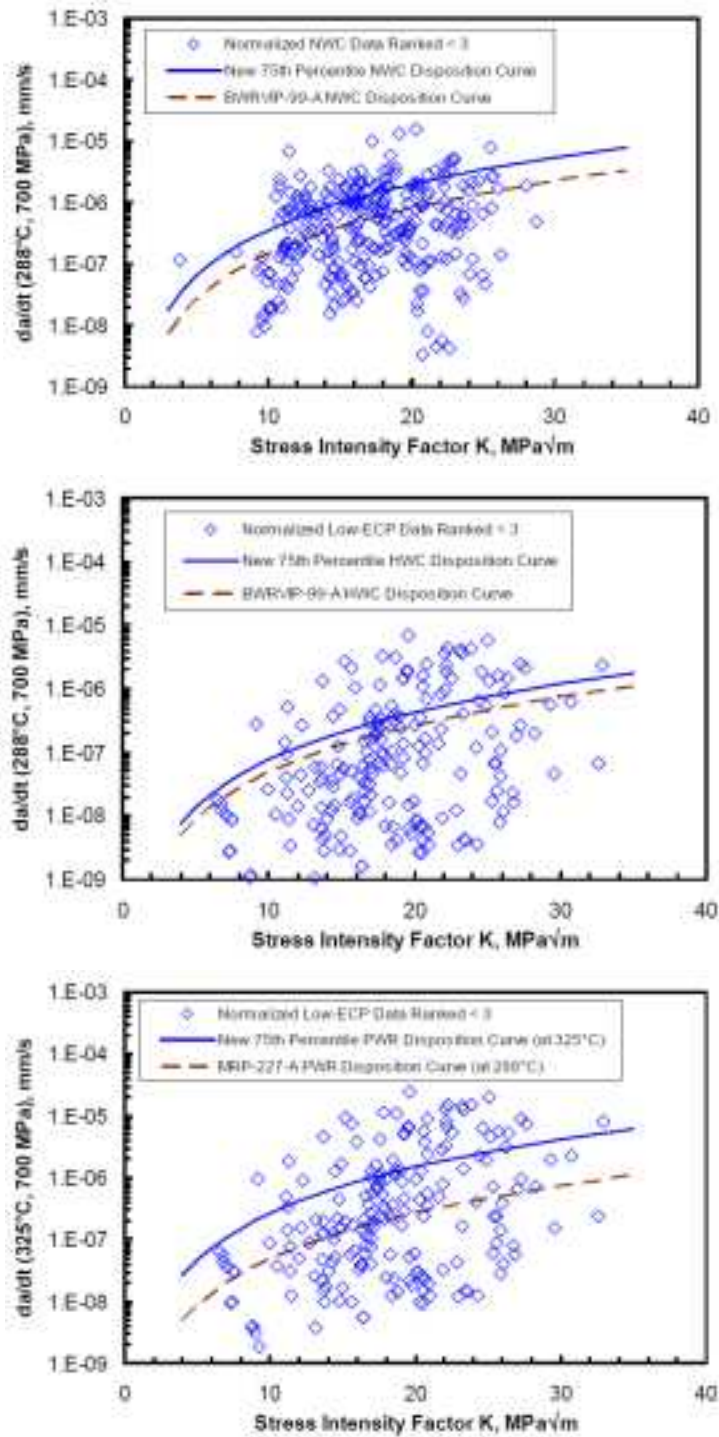 1.E-03
1.E-04
1.E-05
1.E-06
1.E-07
1.E-08
1.E-09
da/dt (288°C, 700 MPa), mm/s
Normalized NWC Data Ranked < 3
New 75th Percentile NWC Disposition Curve
BWRVIP-99-A NWC Disposition Curve
0 10 20 30 40
Stress Intensity Factor K, MPa√m
1.E-03
1.E-04
1.E-05
1.E-06
1.E-07
1.E-08
1.E-09
da/dt (288°C, 700 MPa), mm/s
Normalized Low-ECP Data Ranked < 3
New 75th Percentile HWC Disposition Curve
BWRVIP-99-A HWC Disposition Curve
0 10 20 30 40
Stress Intensity Factor K, MPa√m
1.E-03
1.E-04
1.E-05
1.E-06
1.E-07
1.E-08
1.E-09
da/dt (325°C, 700 MPa), mm/s
Normalized Low-ECP Data Ranked < 3
New 75th Percentile PWR Disposition Curve (at 325°C)
MRP-227-A PWR Disposition Curve (at
0 10 20 30 40
Stress Intensity Factor K, MPa√m